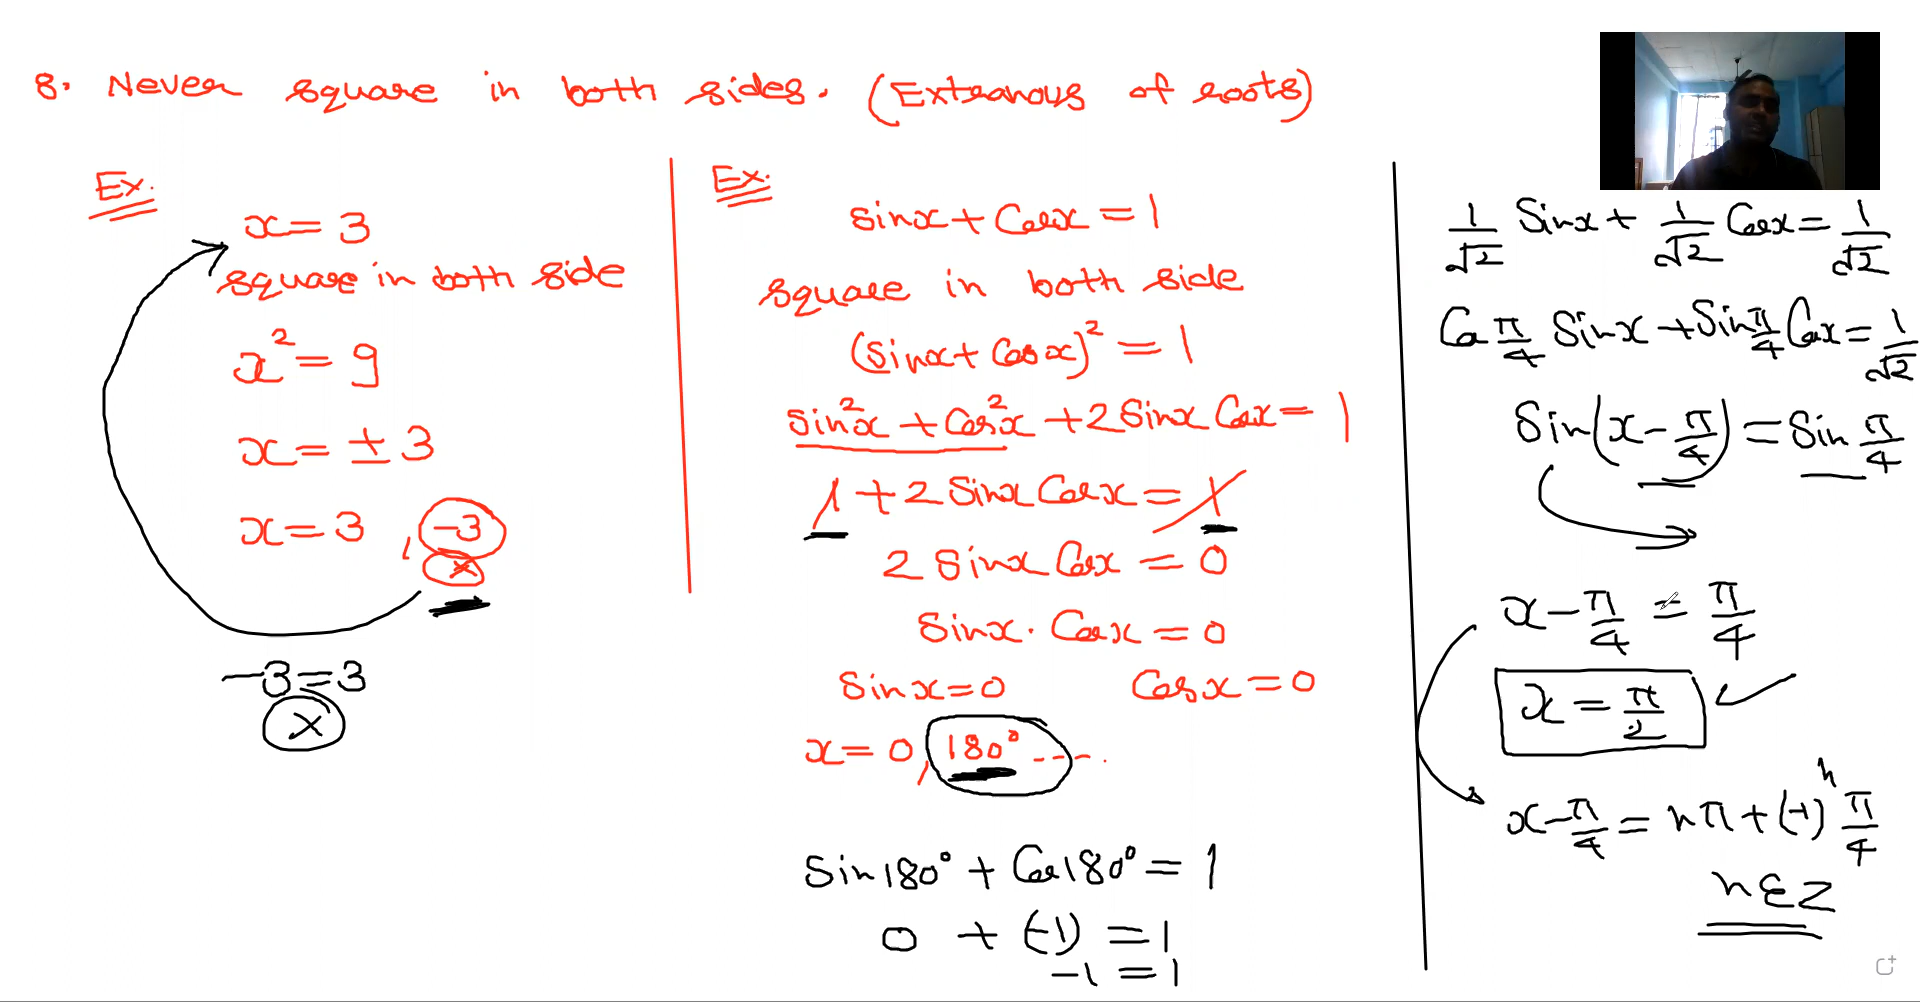 8. Never square in both sides. (Extranous of roots)
Ex.
x = 3
square in both side
x² = 9
x = ± 3
x = 3 , -3
x
-3 = 3
x
Ex.
sinx + Cosx = 1
square in both side
(sinx + Cosx)² = 1
sin²x + Cos²x + 2 Sinx Cosx = 1
1 + 2 Sinx Cosx = 1
2 Sinx Cosx = 0
Sinx . Cosx = 0
Sinx = 0 Cosx = 0
x = 0, 180° ----.
Sin180° + Cos180° = 1
0 + (-1) = 1
-1 = 1
1/√2 Sinx + 1/√2 Cosx = 1/√2
Cos π/4 Sinx + Sin π/4 Cosx = 1/√2
Sin(x - π/4) = Sin π/4
x - π/4 = π/4
x = π/2 ✓
x - π/4 = nπ + (-1)ⁿ π/4
n ∈ Z